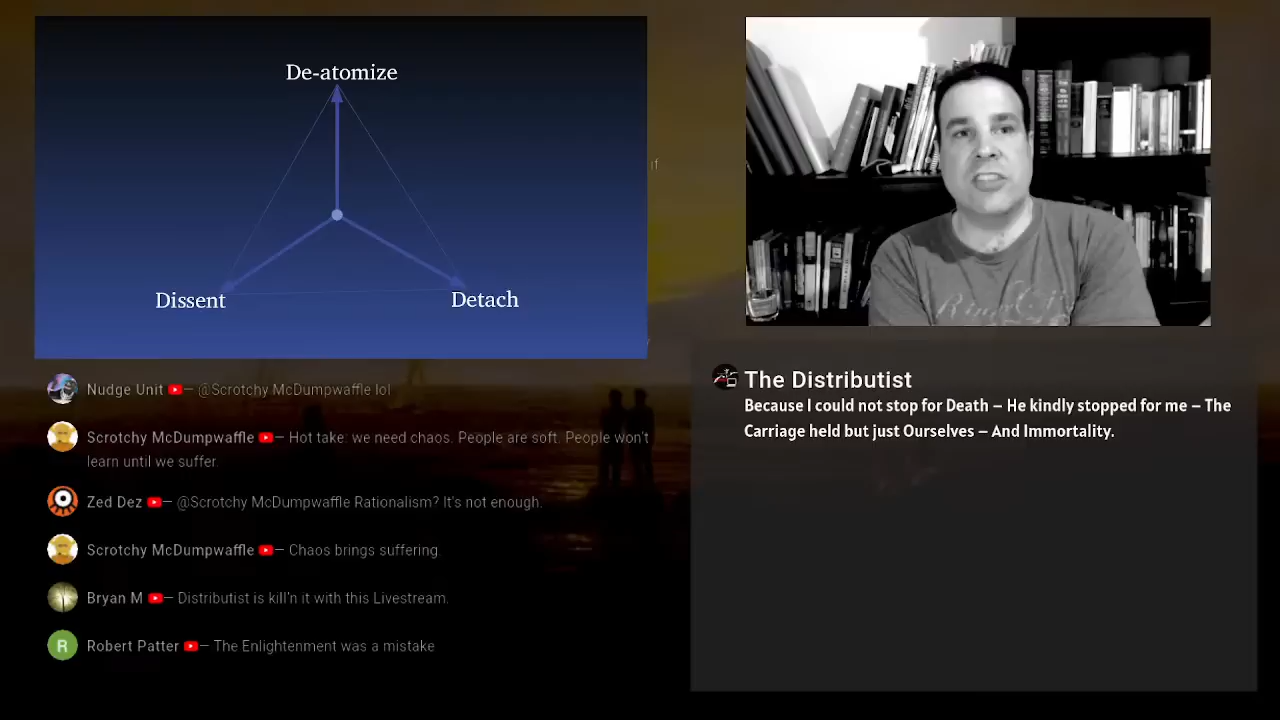 De-atomize
Dissent
Detach
if
Nudge Unit — @Scrotchy McDumpwaffle lol
Scrotchy McDumpwaffle — Hot take: we need chaos. People are soft. People won't
learn until we suffer.
Zed Dez — @Scrotchy McDumpwaffle Rationalism? It's not enough.
Scrotchy McDumpwaffle — Chaos brings suffering.
Bryan M — Distributist is kill'n it with this Livestream.
R
Robert Patter — The Enlightenment was a mistake
The Distributist
Because I could not stop for Death – He kindly stopped for me – The
Carriage held but just Ourselves – And Immortality.